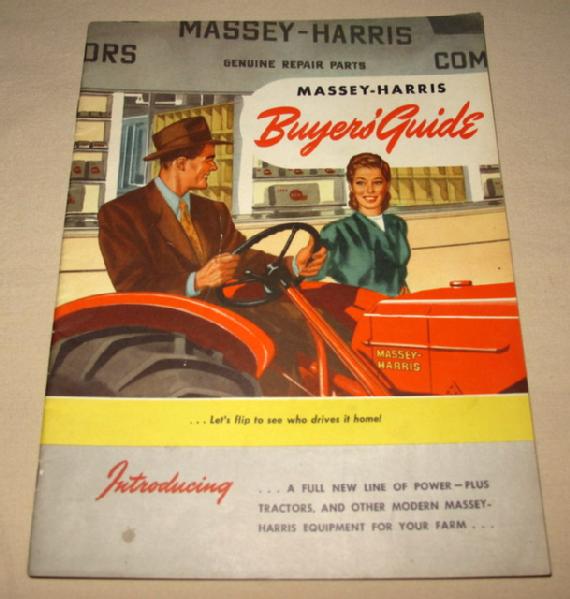 MASSEY-HARRIS
ORS
GENUINE REPAIR PARTS
COM
MASSEY-HARRIS
Buyers' Guide
MASSEY-
HARRIS
...Let's flip to see who drives it home!
Introducing
... A FULL NEW LINE OF POWER—PLUS
TRACTORS, AND OTHER MODERN MASSEY-
HARRIS EQUIPMENT FOR YOUR FARM ...